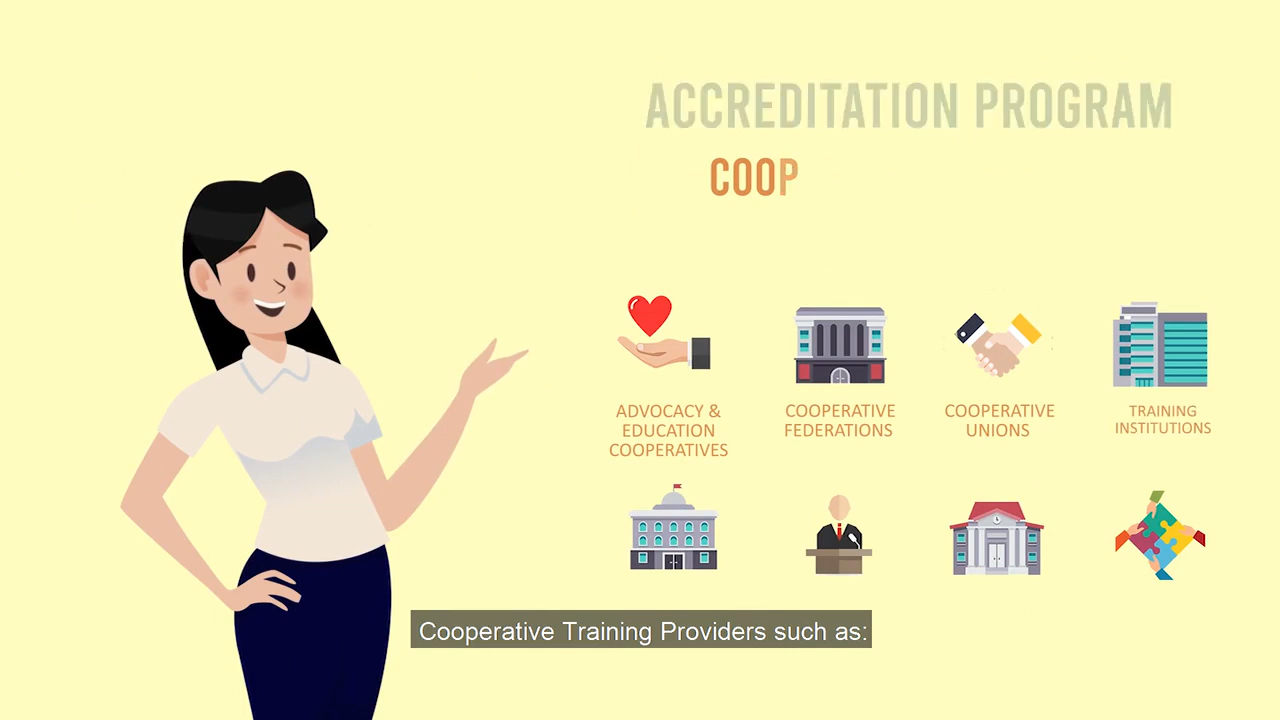 ACCREDITATION PROGRAM
COOP
ADVOCACY &
EDUCATION
COOPERATIVES
COOPERATIVE
FEDERATIONS
COOPERATIVE
UNIONS
TRAINING
INSTITUTIONS
Cooperative Training Providers such as: